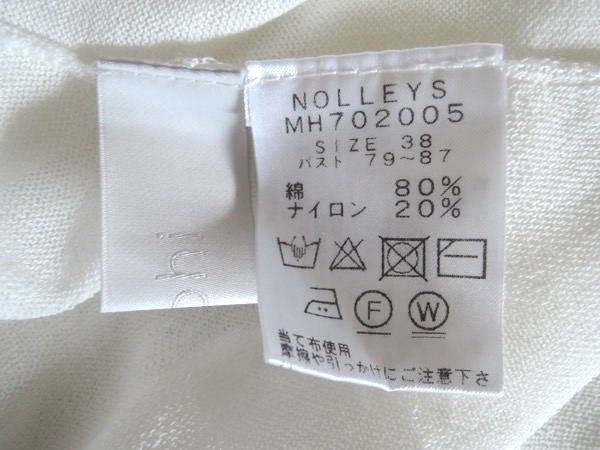 NOLLEYS
MH702005
SIZE 38
バスト 79~87
綿 80%
ナイロン 20%
F W
当て布使用
摩擦や引っかけにご注意下さ